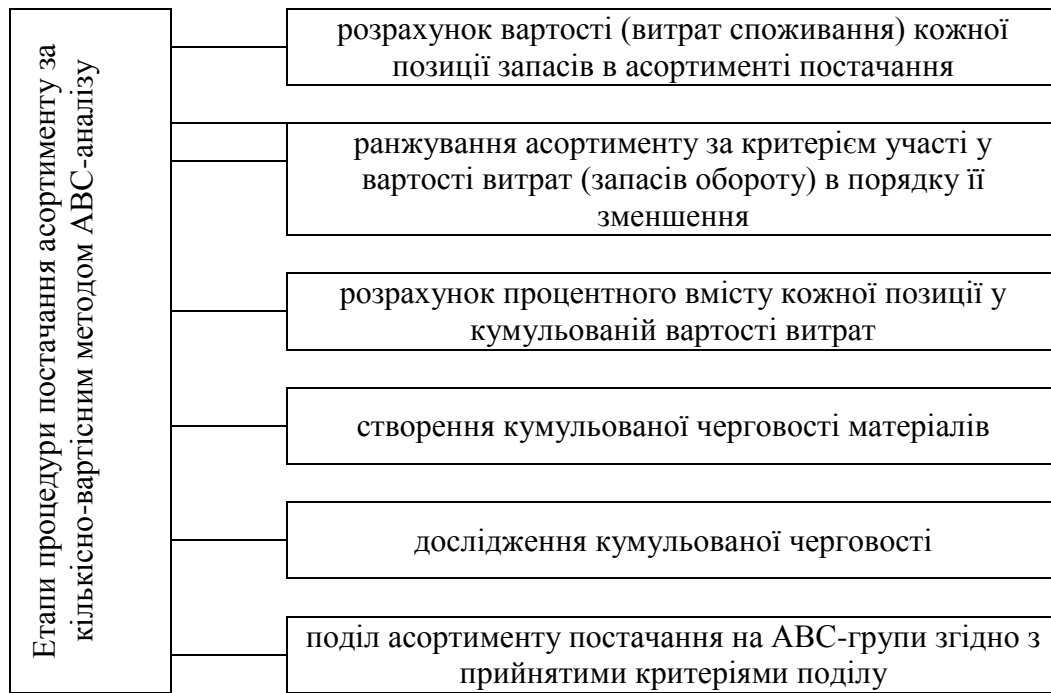 Етапи процедури постачання асортименту за
кількісно-вартісним методом АВС-аналізу
розрахунок вартості (витрат споживання) кожної
позиції запасів в асортименті постачання
ранжування асортименту за критерієм участі у
вартості витрат (запасів обороту) в порядку її
зменшення
розрахунок процентного вмісту кожної позиції у
кумульованій вартості витрат
створення кумульованої черговості матеріалів
дослідження кумульованої черговості
поділ асортименту постачання на АВС-групи згідно з
прийнятими критеріями поділу